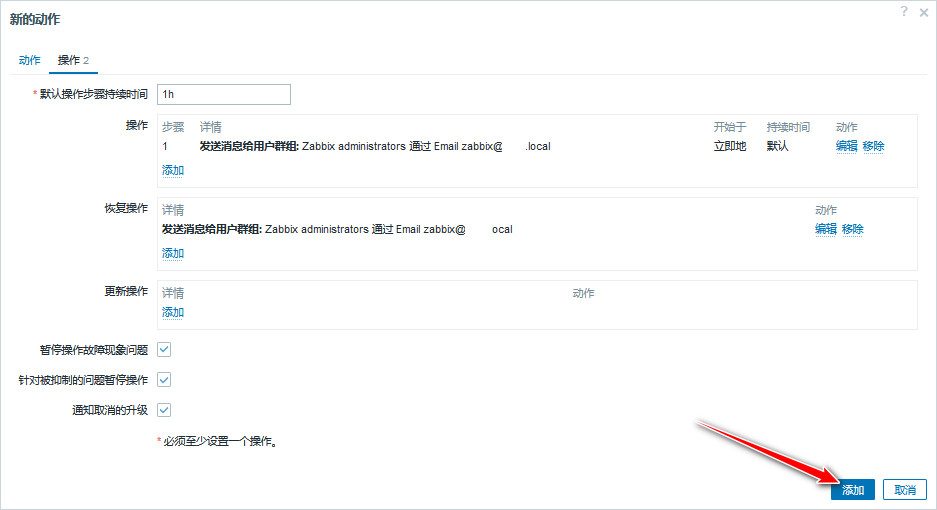 新的动作
?
动作 操作 2
* 默认操作步骤持续时间 1h
操作 步骤 详情 开始于 持续时间 动作
1 发送消息给用户群组: Zabbix administrators 通过 Email zabbix@ .local 立即地 默认 编辑 移除
添加
恢复操作 详情 动作
发送消息给用户群组: Zabbix administrators 通过 Email zabbix@ ocal 编辑 移除
添加
更新操作 详情 动作
添加
暂停操作故障现象问题
针对被抑制的问题暂停操作
通知取消的升级
* 必须至少设置一个操作。
添加 取消